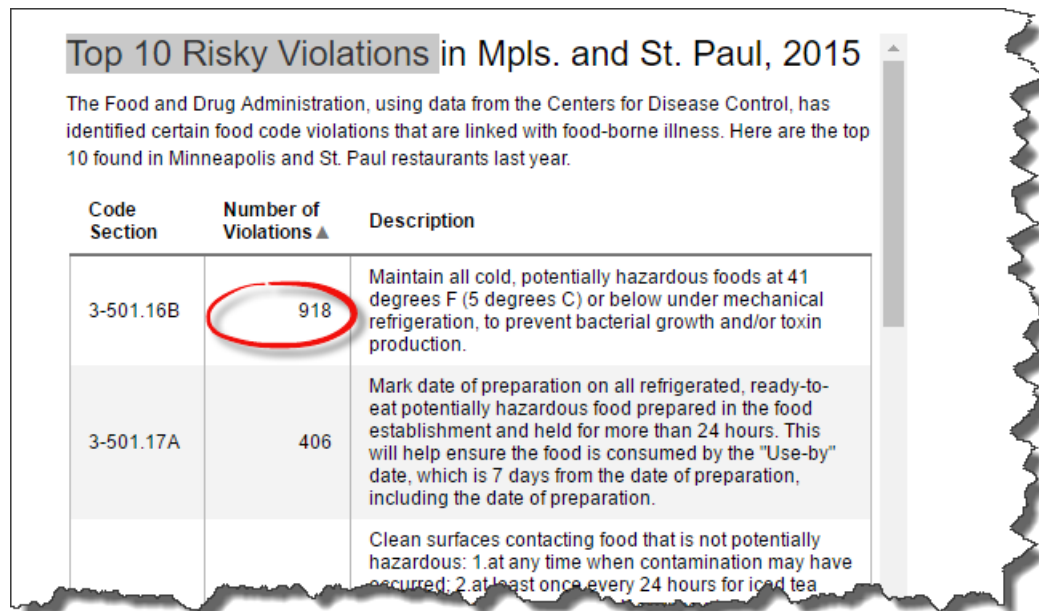 Top 10 Risky Violations in Mpls. and St. Paul, 2015
The Food and Drug Administration, using data from the Centers for Disease Control, has
identified certain food code violations that are linked with food-borne illness. Here are the top
10 found in Minneapolis and St. Paul restaurants last year.
Code
Section
Number of
Violations▲
Description
3-501.16B
918
Maintain all cold, potentially hazardous foods at 41
degrees F (5 degrees C) or below under mechanical
refrigeration, to prevent bacterial growth and/or toxin
production.
3-501.17A
406
Mark date of preparation on all refrigerated, ready-to-
eat potentially hazardous food prepared in the food
establishment and held for more than 24 hours. This
will help ensure the food is consumed by the "Use-by"
date, which is 7 days from the date of preparation,
including the date of preparation.
Clean surfaces contacting food that is not potentially
hazardous: 1.at any time when contamination may have
occurred; 2.at least once every 24 hours for iced tea